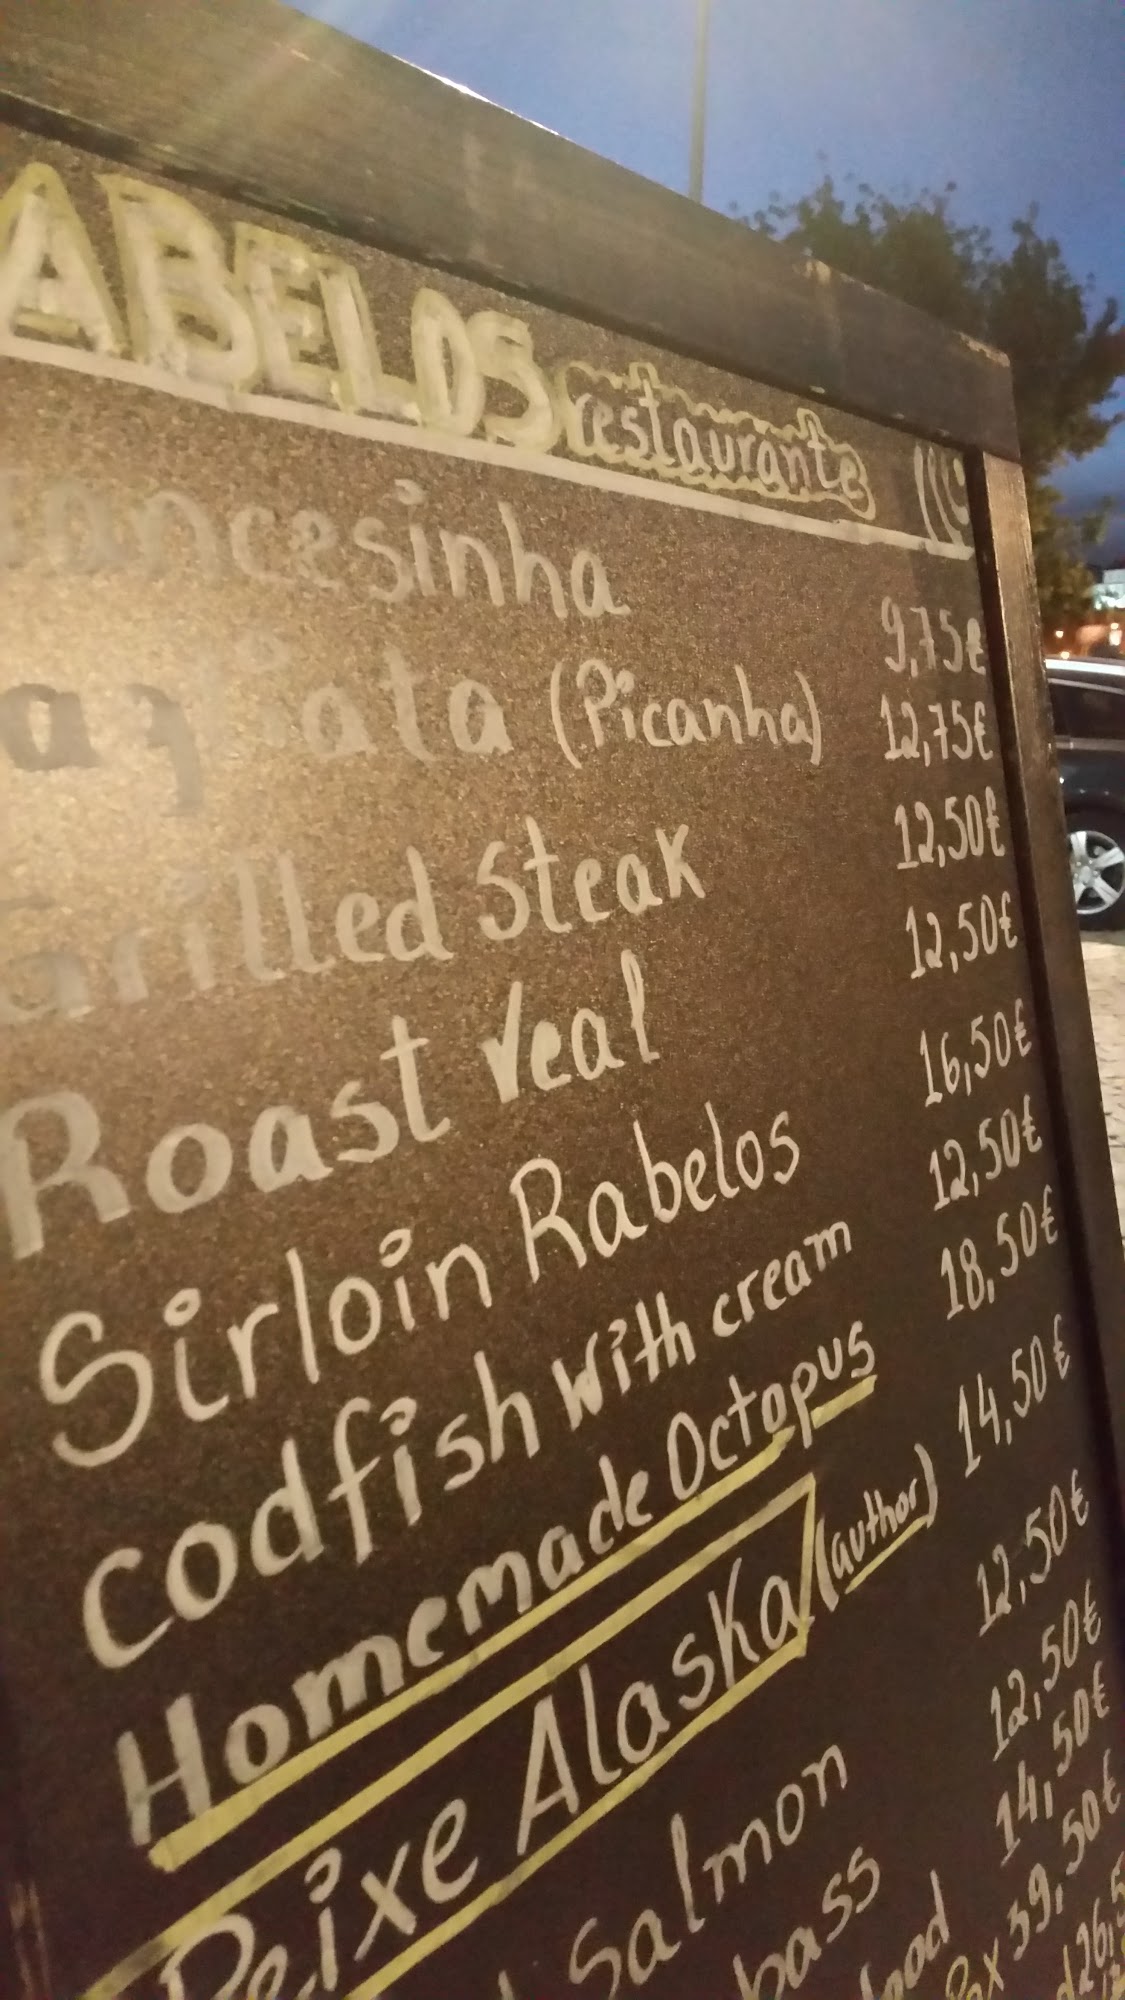 ABELOS restaurante
ancesinha 9,75€
(Picanha) 12,75€
Grilled Steak 12,50€
Roast Veal 12,50€
Sirloin Rabelos 16,50€
codfish with cream 12,50€
Homemade Octopus 18,50€
Peixe Alaska (author) 14,50€
Salmon 12,50€
bass 12,50€
14,50€
39,50€